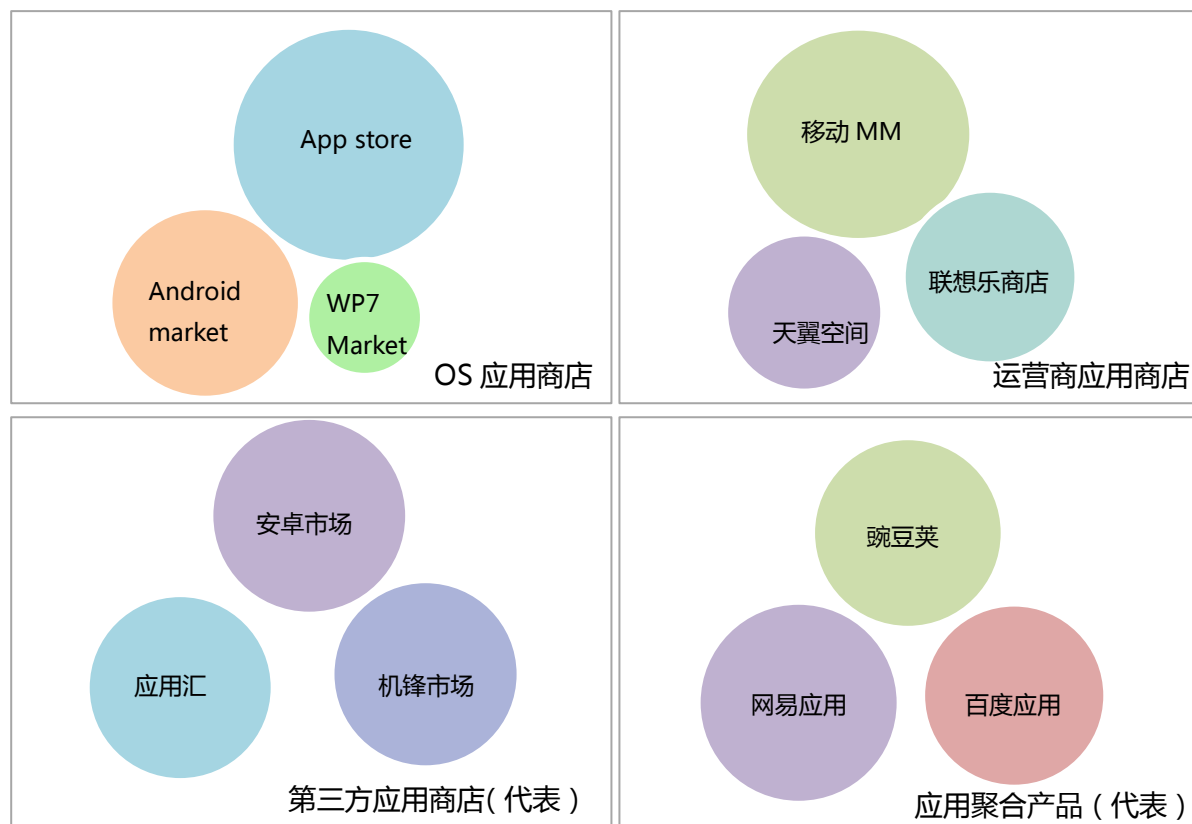 App store
Android
market
WP7
Market
OS 应用商店
移动 MM
联想乐商店
天翼空间
运营商应用商店
安卓市场
应用汇
机锋市场
第三方应用商店（代表）
豌豆荚
网易应用
百度应用
应用聚合产品（代表）